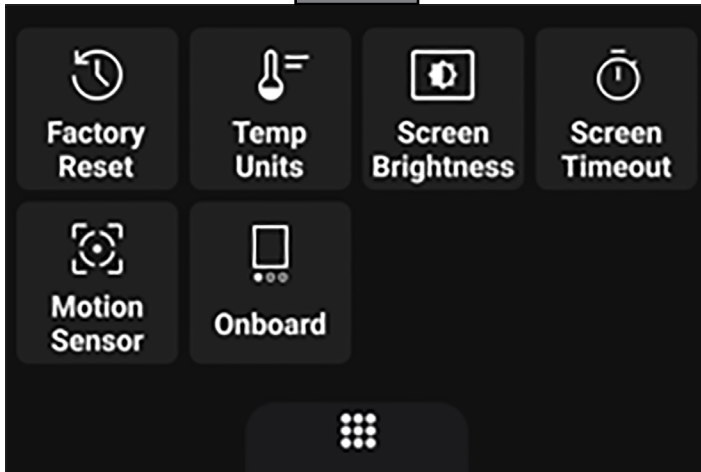 Factory
Reset
Temp
Units
Screen
Brightness
Screen
Timeout
Motion
Sensor
Onboard